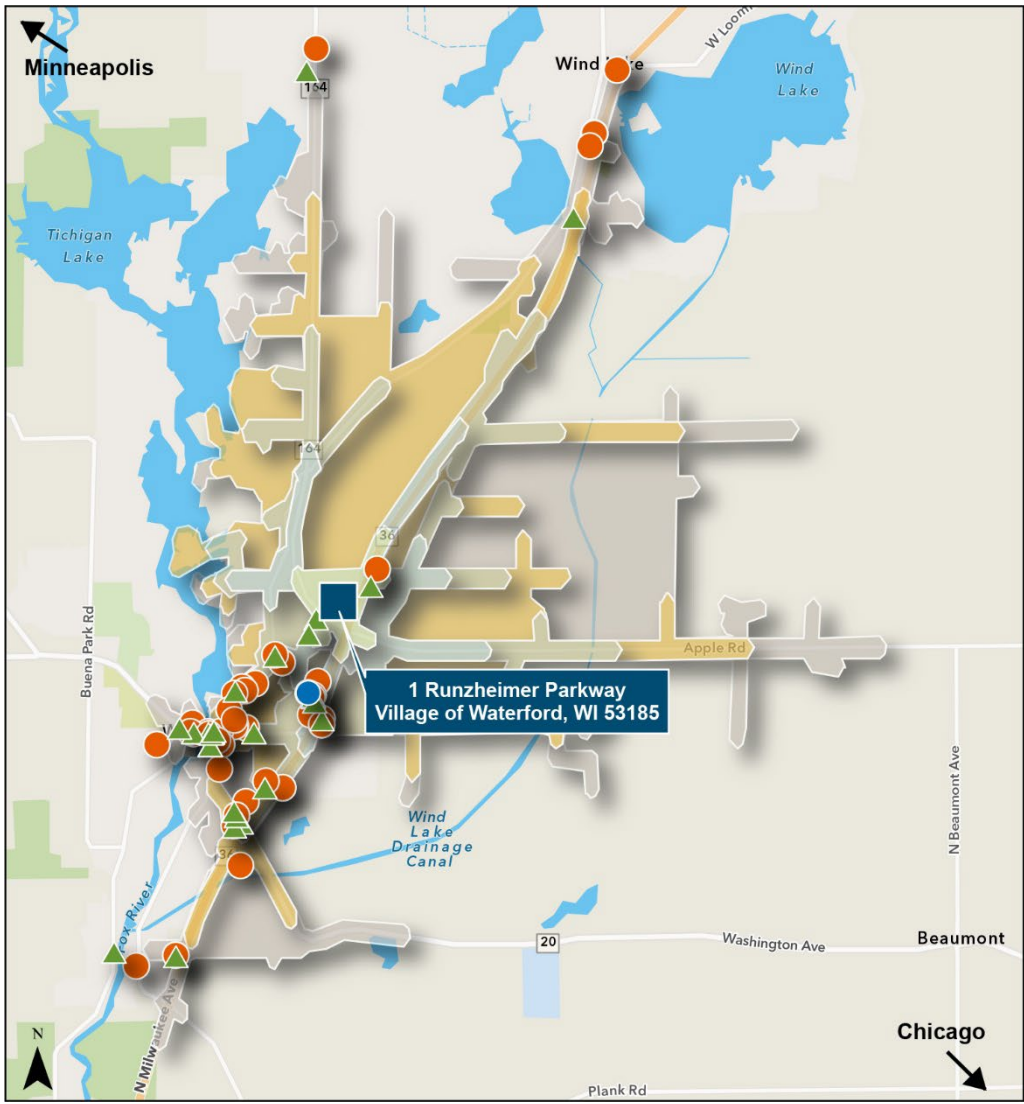 Minneapolis
164
Wind Lake
W Loom
Wind
Lake
Tichigan
Lake
164
36
Buena Park Rd
Apple Rd
1 Runzheimer Parkway
Village of Waterford, WI 53185
N Beaumont Ave
Wind
Lake
Drainage
Canal
36
Fox River
20
Washington Ave
Beaumont
N Milwaukee Ave
Chicago
N
Plank Rd